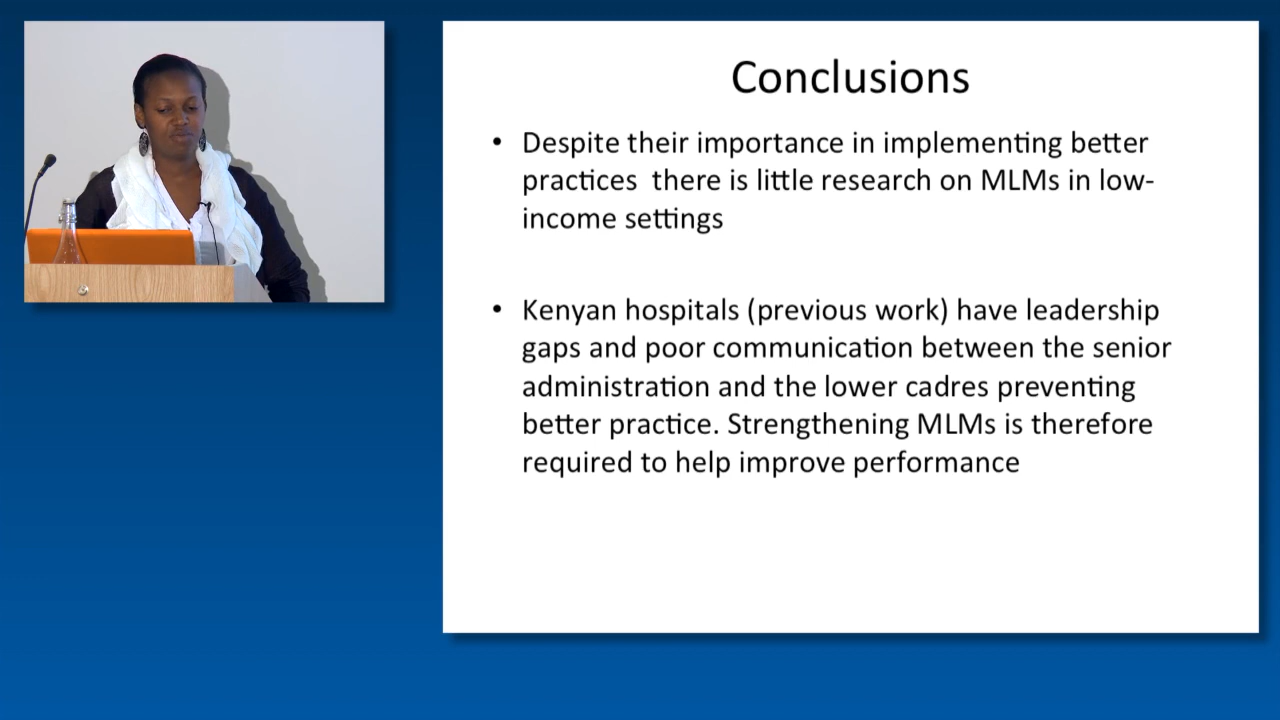 Conclusions
• Despite their importance in implementing better
practices  there is little research on MLMs in low-
income settings
• Kenyan hospitals (previous work) have leadership
gaps and poor communication between the senior
administration and the lower cadres preventing
better practice. Strengthening MLMs is therefore
required to help improve performance